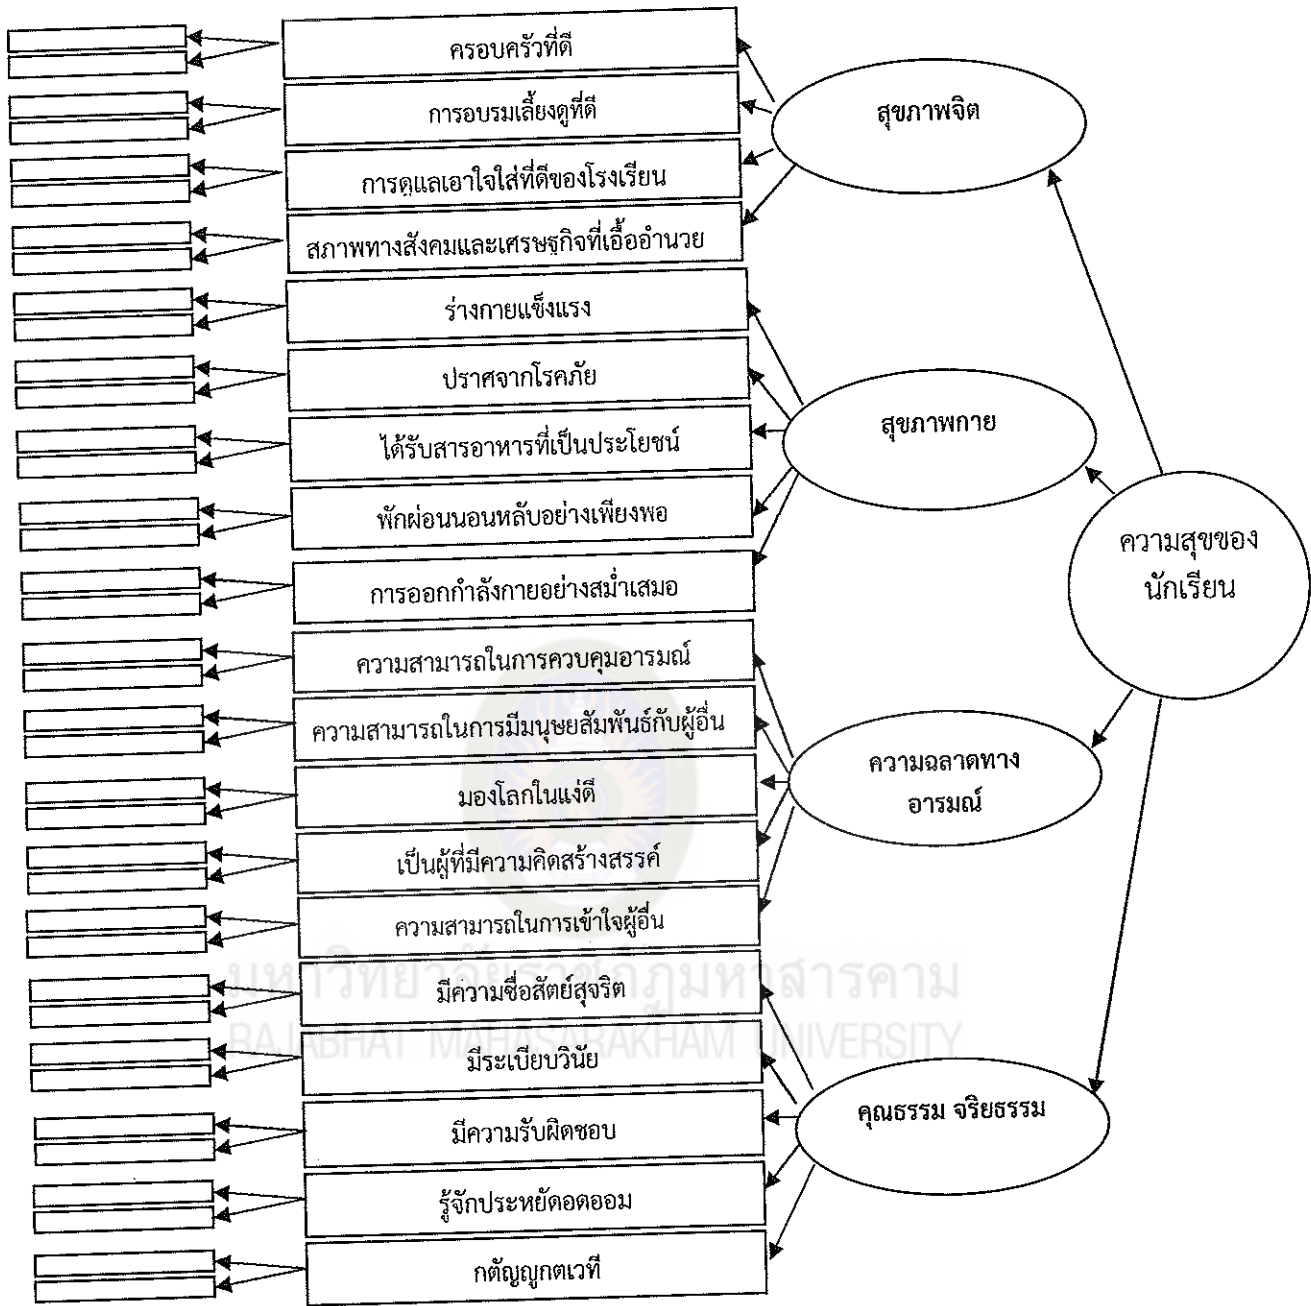 ครอบครัวที่ดี
การอบรมเลี้ยงดูที่ดี
การดูแลเอาใจใส่ที่ดีของโรงเรียน
สภาพทางสังคมและเศรษฐกิจที่เอื้ออำนวย
สุขภาพจิต
ร่างกายแข็งแรง
ปราศจากโรคภัย
ได้รับสารอาหารที่เป็นประโยชน์
พักผ่อนนอนหลับอย่างเพียงพอ
การออกกำลังกายอย่างสม่ำเสมอ
สุขภาพกาย
ความสุขของ
นักเรียน
ความสามารถในการควบคุมอารมณ์
ความสามารถในการมีมนุษยสัมพันธ์กับผู้อื่น
มองโลกในแง่ดี
เป็นผู้ที่มีความคิดสร้างสรรค์
ความสามารถในการเข้าใจผู้อื่น
ความฉลาดทาง
อารมณ์
มีความซื่อสัตย์สุจริต
มีระเบียบวินัย
มีความรับผิดชอบ
รู้จักประหยัดอดออม
กตัญญูกตเวที
คุณธรรม จริยธรรม
มหาวิทยาลัยราชภัฏมหาสารคาม
RAJABHAT MAHASARAKHAM UNIVERSITY